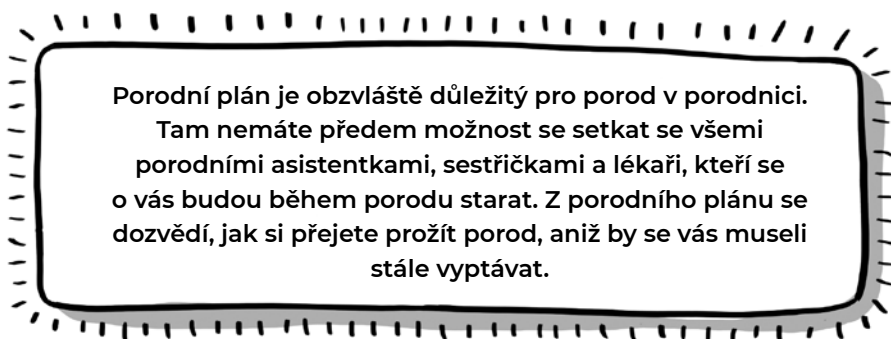 Porodní plán je obzvláště důležitý pro porod v porodnici.
Tam nemáte předem možnost se setkat se všemi
porodními asistentkami, sestřičkami a lékaři, kteří se
o vás budou během porodu starat. Z porodního plánu se
dozvědí, jak si přejete prožít porod, aniž by se vás museli
stále vyptávat.